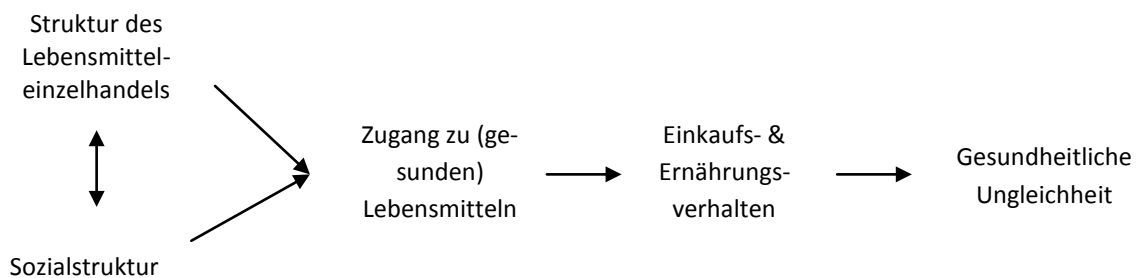 Struktur des
Lebensmittel-
einzelhandels
Zugang zu (ge-
sunden)
Lebensmitteln
Einkaufs- &
Ernährungs-
verhalten
Gesundheitliche
Ungleichheit
Sozialstruktur